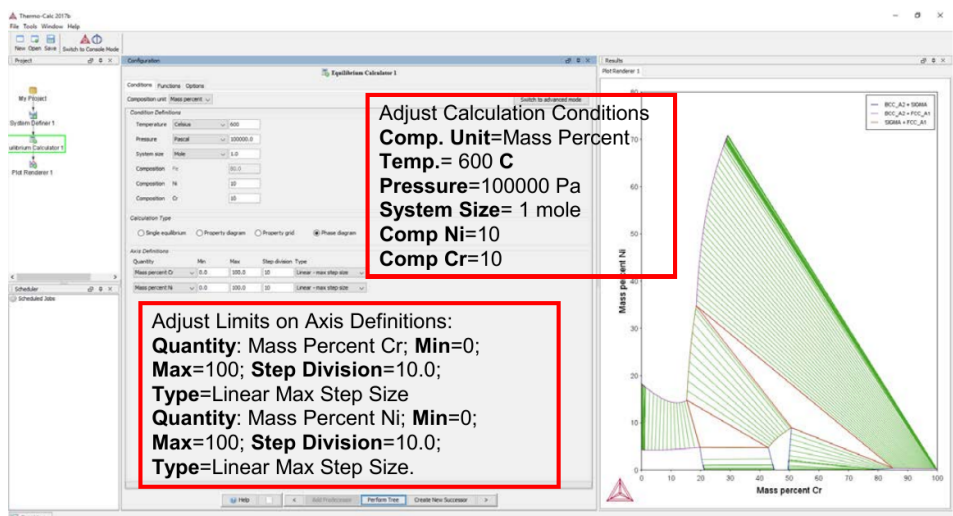 Thermo-Calc 2017b
File Tools Window Help
New Open Save Switch to Console Mode
Project
My Project
System Definer 1
uilibrium Calculator 1
Plot Renderer 1
Scheduler
Scheduled Jobs
Configuration
Equilibrium Calculator 1
Conditions Functions Options
Composition unit Mass percent
Switch to advanced mode
Condition Definitions
Temperature Celsius 600
Pressure Pascal 100000.0
System size Mole 1.0
Composition Fe 80.0
Composition Ni 10
Composition Cr 10
Calculation Type
Single equilibrium Property diagram Property grid Phase diagram
Axis Definitions
Quantity Min Max Step division Type
Mass percent Cr 0.0 100.0 10 Linear - max step size
Mass percent Ni 0.0 100.0 10 Linear - max step size
Adjust Calculation Conditions
Comp. Unit=Mass Percent
Temp.= 600 C
Pressure=100000 Pa
System Size= 1 mole
Comp Ni=10
Comp Cr=10
Adjust Limits on Axis Definitions:
Quantity: Mass Percent Cr; Min=0;
Max=100; Step Division=10.0;
Type=Linear Max Step Size
Quantity: Mass Percent Ni; Min=0;
Max=100; Step Division=10.0;
Type=Linear Max Step Size.
Help < Add Predecessor Perform Tree Create New Successor >
Results
Plot Renderer 1
BCC_A2 + SIGMA
BCC_A2 + FCC_A1
SIGMA + FCC_A1
80
70
60
50
40
30
20
10
0
Mass percent Ni
0 10 20 30 40 50 60 70 80 90 100
Mass percent Cr